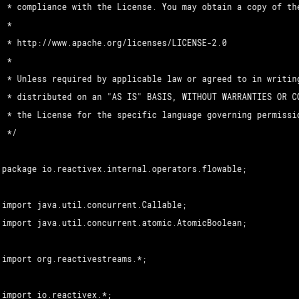 * compliance with the License. You may obtain a copy of the
*
* http://www.apache.org/licenses/LICENSE-2.0
*
* Unless required by applicable law or agreed to in writing
* distributed on an "AS IS" BASIS, WITHOUT WARRANTIES OR CO
* the License for the specific language governing permissio
*/
package io.reactivex.internal.operators.flowable;
import java.util.concurrent.Callable;
import java.util.concurrent.atomic.AtomicBoolean;
import org.reactivestreams.*;
import io.reactivex.*;